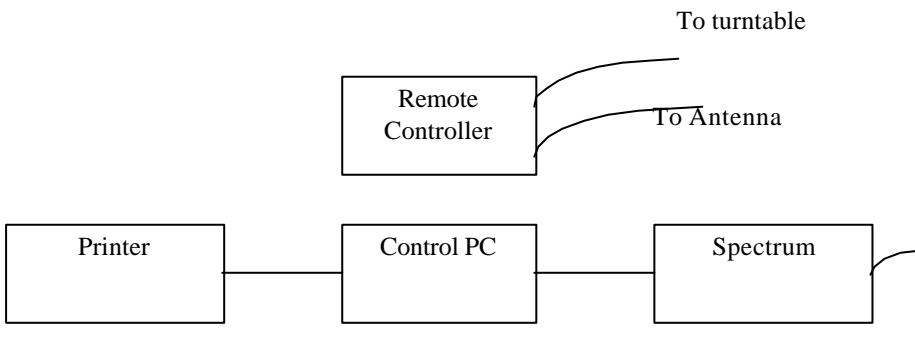 To turntable
Remote
Controller
To Antenna
Printer
Control PC
Spectrum